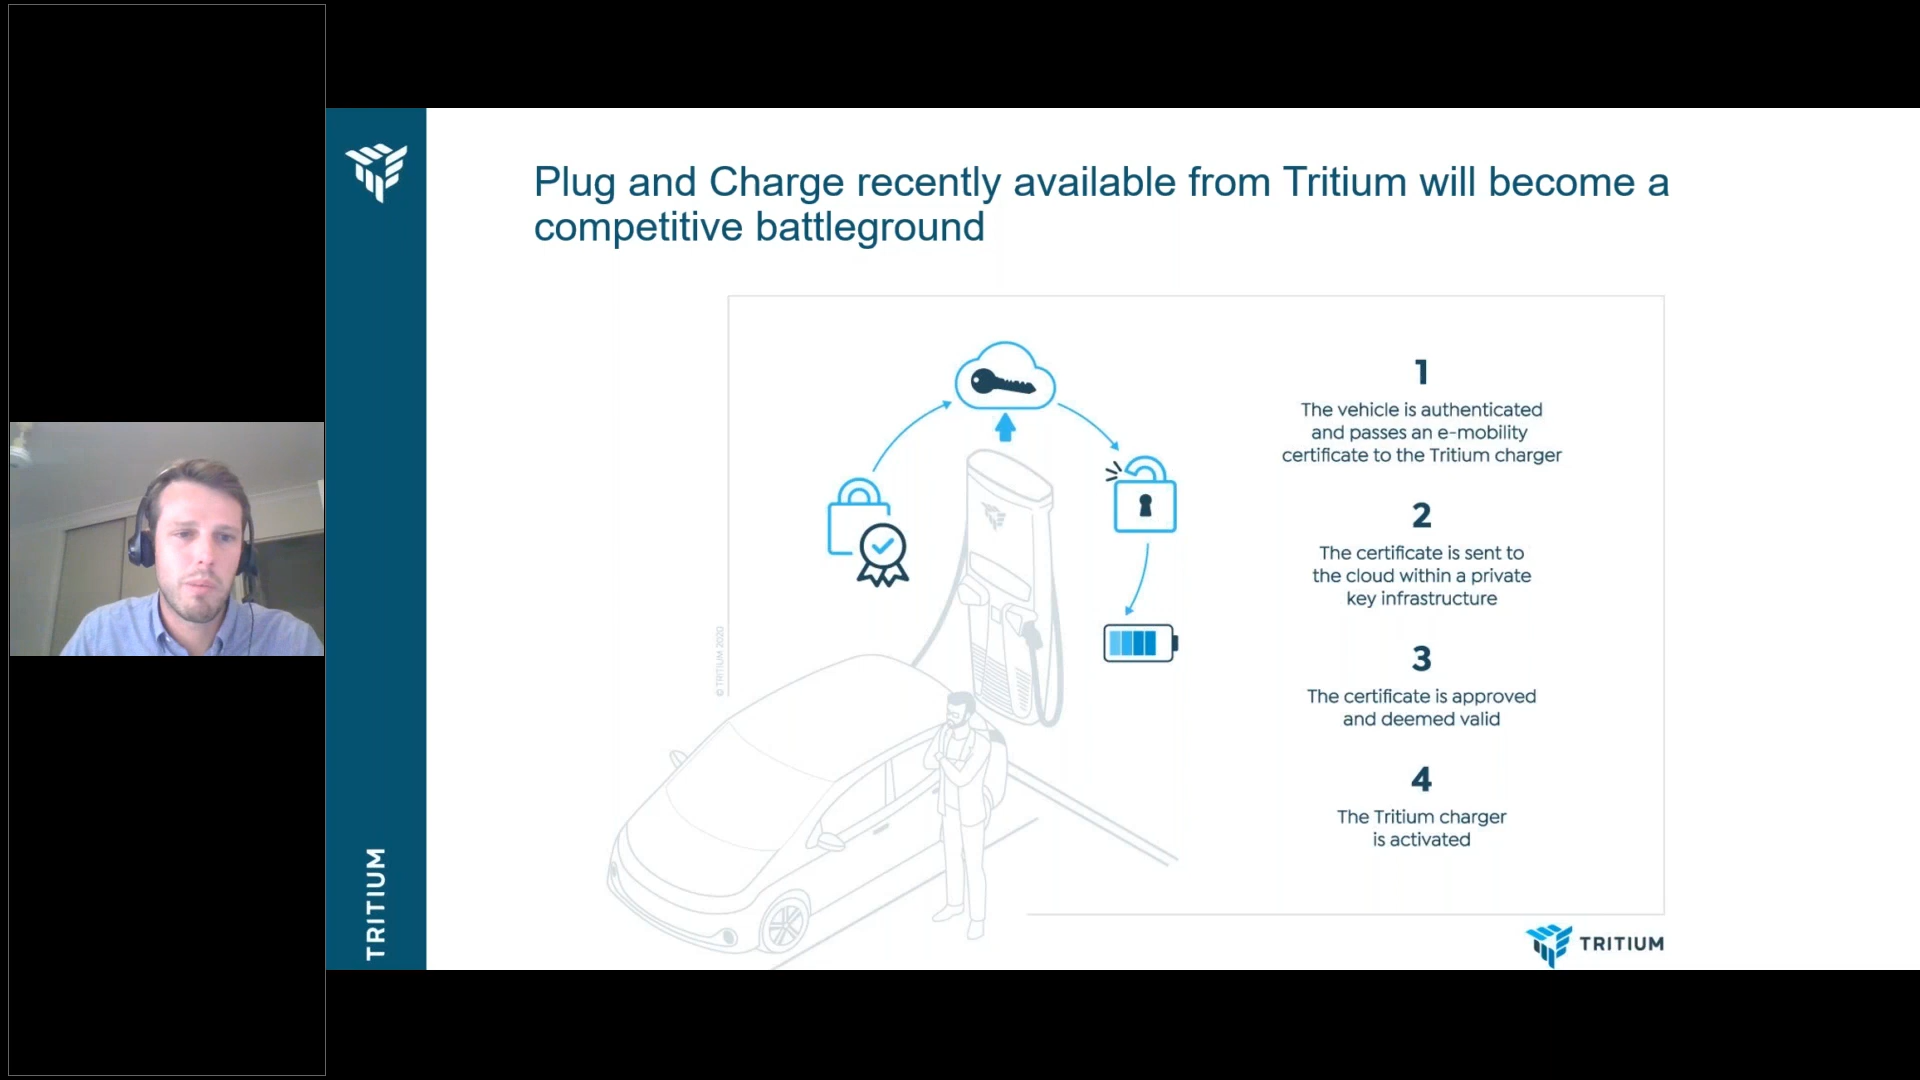 Plug and Charge recently available from Tritium will become a
competitive battleground
1
The vehicle is authenticated
and passes an e-mobility
certificate to the Tritium charger
2
The certificate is sent to
the cloud within a private
key infrastructure
3
The certificate is approved
and deemed valid
4
The Tritium charger
is activated
© TRITIUM 2020
TRITIUM
TRITIUM